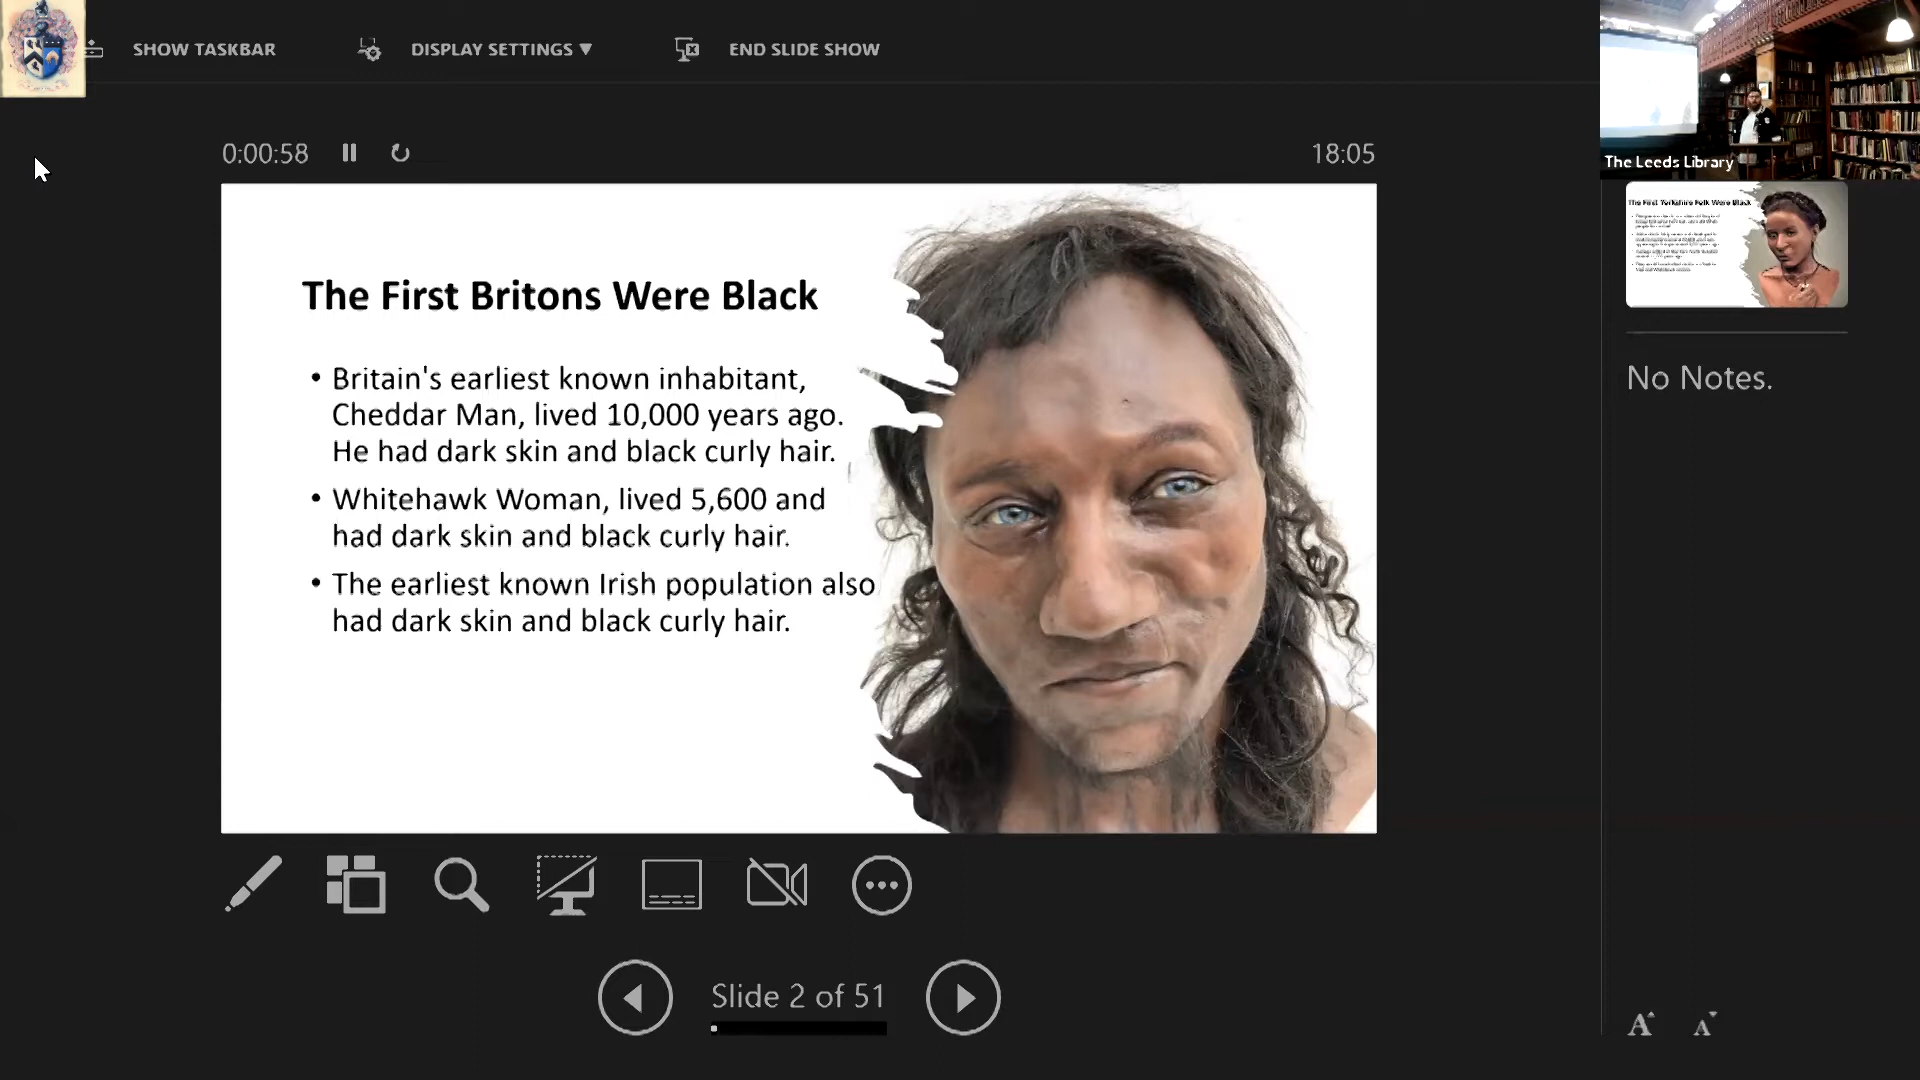 SHOW TASKBAR
DISPLAY SETTINGS ▼
END SLIDE SHOW
The Leeds Library
0:00:58
18:05
The First Britons Were Black
• Britain's earliest known inhabitant,
Cheddar Man, lived 10,000 years ago.
He had dark skin and black curly hair.
• Whitehawk Woman, lived 5,600 and
had dark skin and black curly hair.
• The earliest known Irish population also
had dark skin and black curly hair.
The First Yorkshire Folk Were Black
No Notes.
Slide 2 of 51
A A